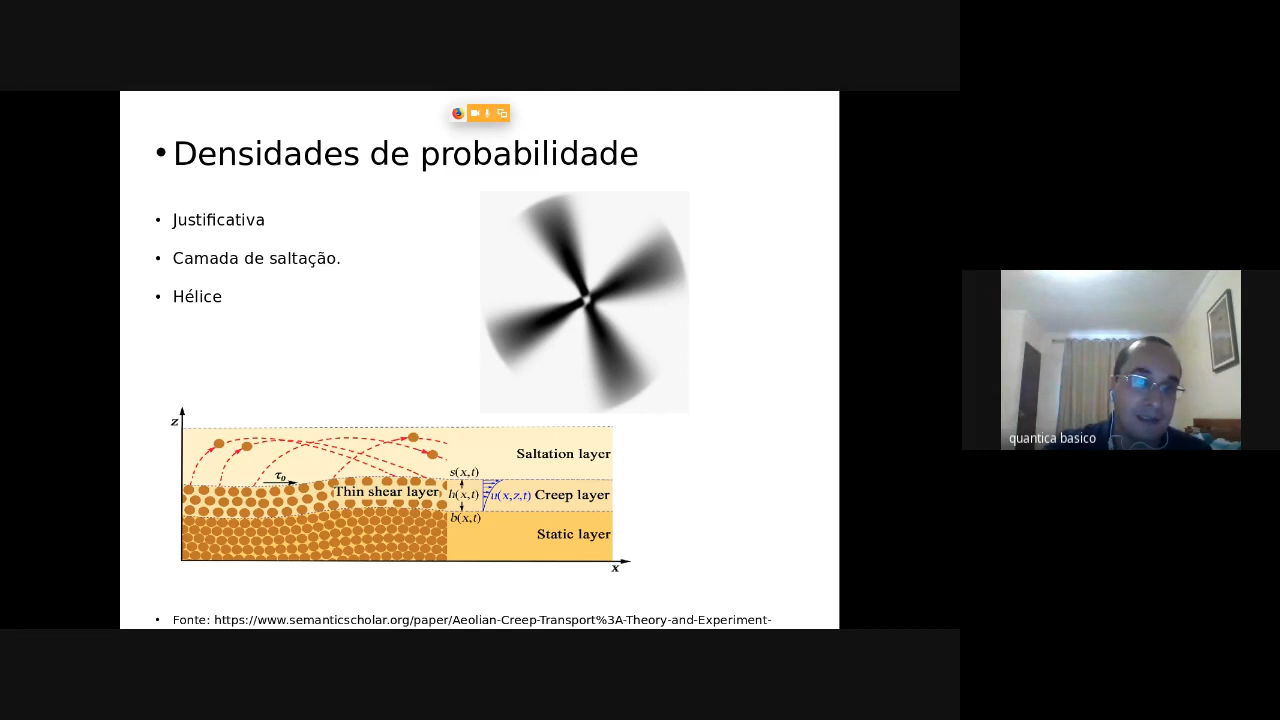 • Densidades de probabilidade
• Justificativa
• Camada de saltação.
• Hélice
z
τ0
Saltation layer
s(x,t)
Thin shear layer
h(x,t)
u(x,z,t)
Creep layer
b(x,t)
Static layer
x
• Fonte: https://www.semanticscholar.org/paper/Aeolian-Creep-Transport%3A-Theory-and-Experiment-
quantica basico